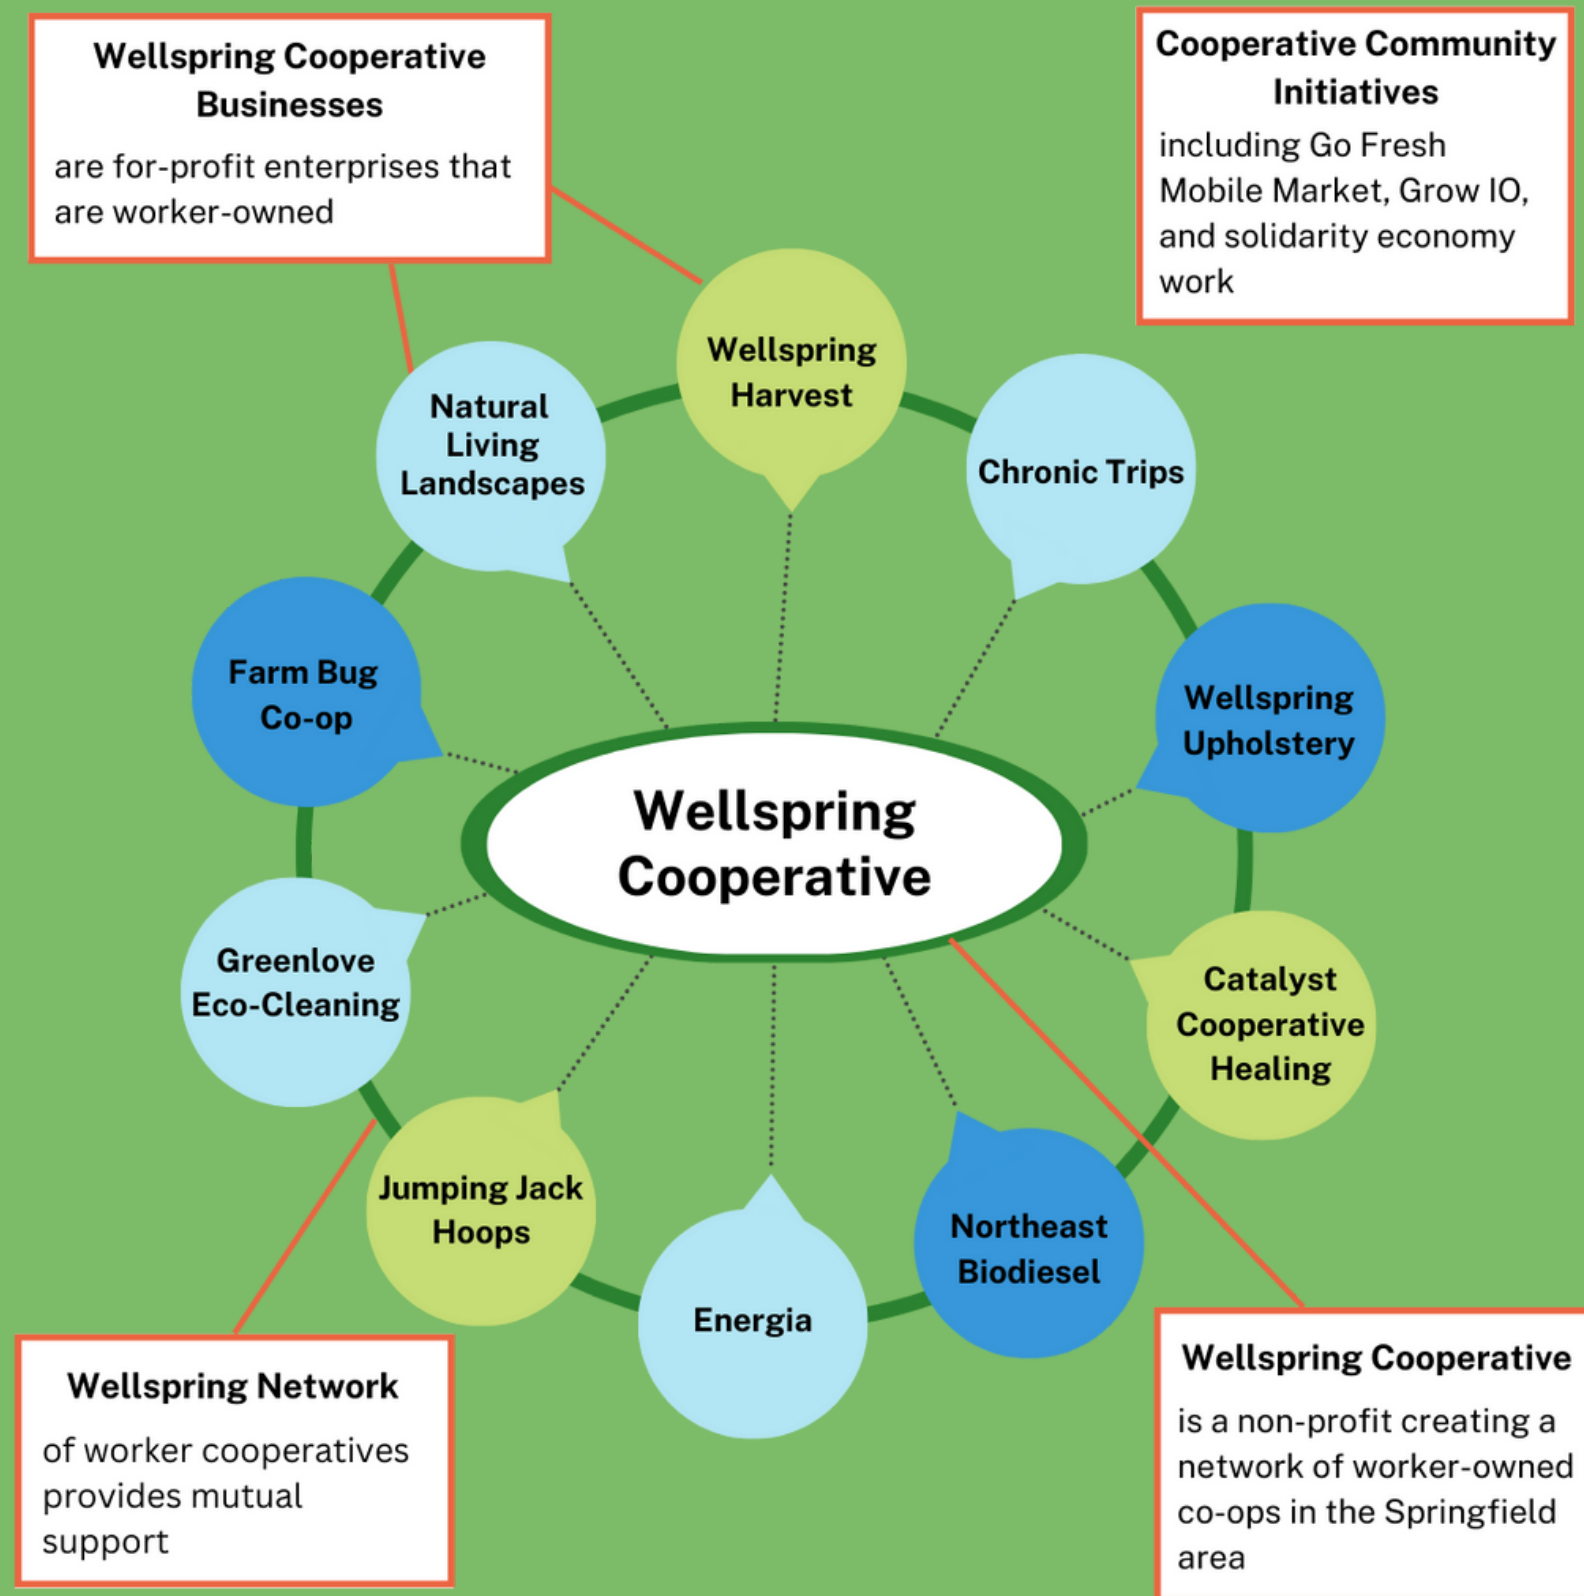 Wellspring Cooperative
Businesses
are for-profit enterprises that
are worker-owned
Cooperative Community
Initiatives
including Go Fresh
Mobile Market, Grow IO,
and solidarity economy
work
Wellspring
Harvest
Natural
Living
Landscapes
Chronic Trips
Farm Bug
Co-op
Wellspring
Upholstery
Wellspring
Cooperative
Greenlove
Eco-Cleaning
Catalyst
Cooperative
Healing
Jumping Jack
Hoops
Northeast
Biodiesel
Energia
Wellspring Network
of worker cooperatives
provides mutual
support
Wellspring Cooperative
is a non-profit creating a
network of worker-owned
co-ops in the Springfield
area